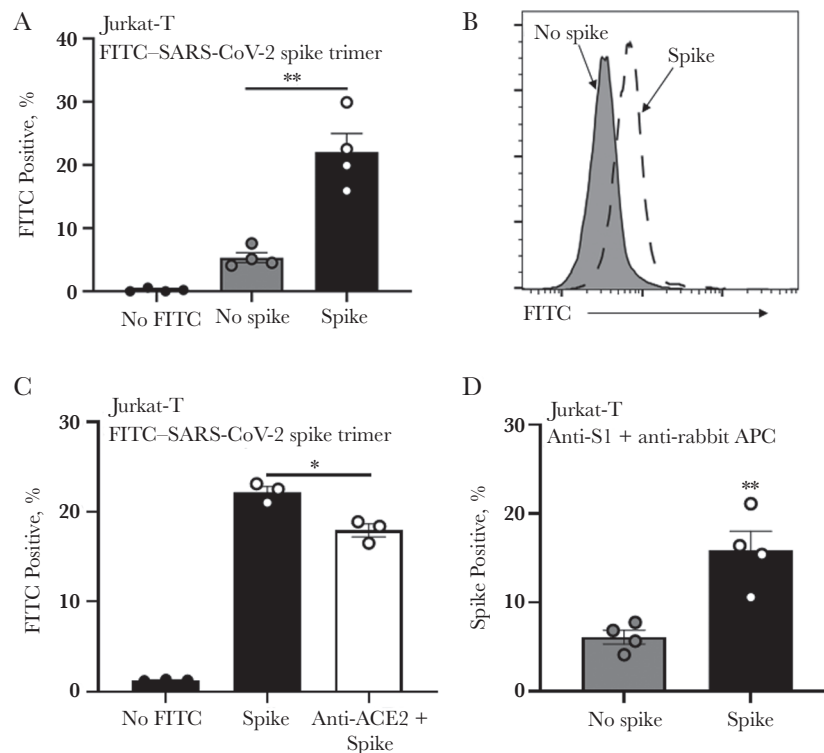 A
Jurkat-T
FITC–SARS-CoV-2 spike trimer
**
FITC Positive, %
40
30
20
10
0
No FITC
No spike
Spike
B
No spike
Spike
FITC
C
Jurkat-T
FITC–SARS-CoV-2 spike trimer
*
FITC Positive, %
30
20
10
0
No FITC
Spike
Anti-ACE2 +
Spike
D
Jurkat-T
Anti-S1 + anti-rabbit APC
**
Spike Positive, %
30
20
10
0
No spike
Spike